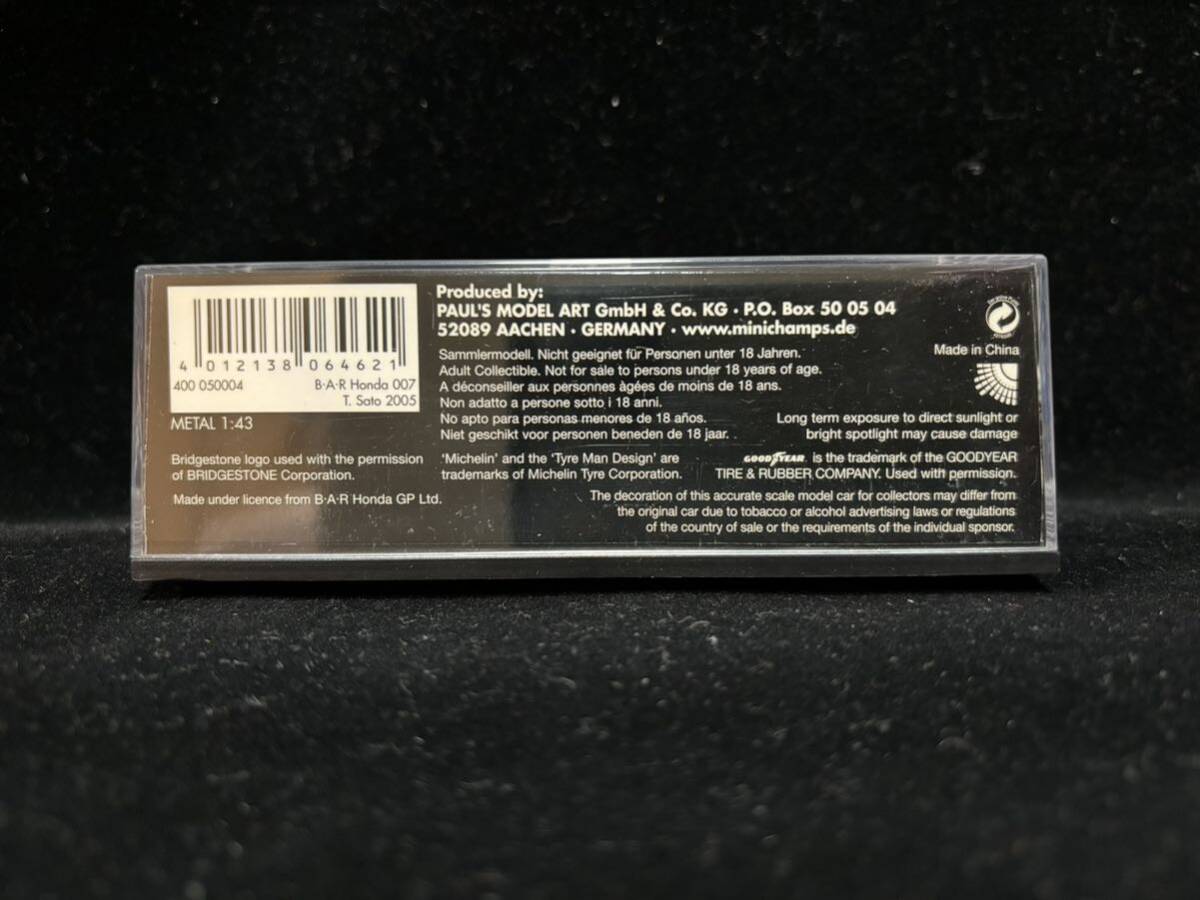 4 012138 064621
400 050004 B·A·R Honda 007
T. Sato 2005
METAL 1:43
Bridgestone logo used with the permission
of BRIDGESTONE Corporation.
Made under licence from B·A·R Honda GP Ltd.
Produced by:
PAUL'S MODEL ART GmbH & Co. KG · P.O. Box 50 05 04
52089 AACHEN · GERMANY · www.minichamps.de
Sammlermodell. Nicht geeignet für Personen unter 18 Jahren.
Adult Collectible. Not for sale to persons under 18 years of age.
A déconseiller aux personnes àgées de moins de 18 ans.
Non adatto a persone sotto i 18 anni.
No apto para personas menores de 18 años.
Niet geschikt voor personen beneden de 18 jaar.
'Michelin' and the 'Tyre Man Design' are
trademarks of Michelin Tyre Corporation.
Made in China
Long term exposure to direct sunlight or
bright spotlight may cause damage
GOODYEAR is the trademark of the GOODYEAR
TIRE & RUBBER COMPANY. Used with permission.
The decoration of this accurate scale model car for collectors may differ from
the original car due to tobacco or alcohol advertising laws or regulations
of the country of sale or the requirements of the individual sponsor.